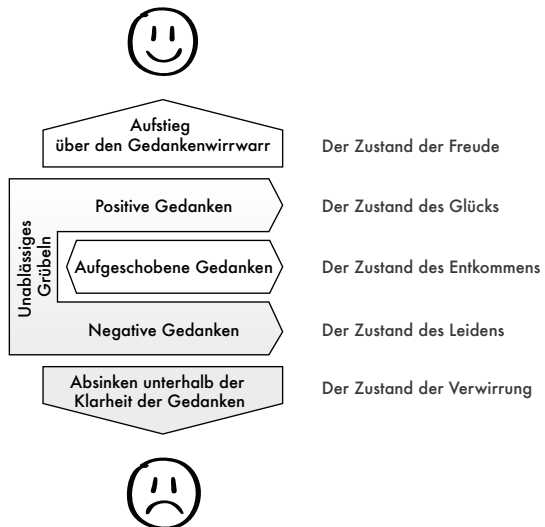 Aufstieg
über den Gedankenwirrwarr
Der Zustand der Freude
Unablässiges
Grübeln
Positive Gedanken
Der Zustand des Glücks
Aufgeschobene Gedanken
Der Zustand des Entkommens
Negative Gedanken
Der Zustand des Leidens
Absinken unterhalb der
Klarheit der Gedanken
Der Zustand der Verwirrung